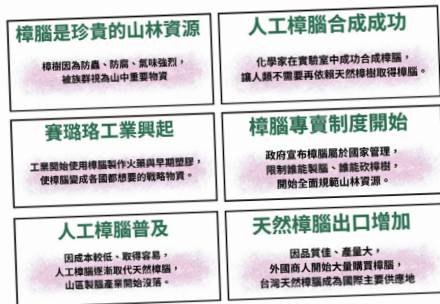 樟腦是珍貴的山林資源
樟樹因為防蟲、防腐、氣味強烈，
被族群視為山中重要物資
人工樟腦合成成功
化學家在實驗室中成功合成樟腦，
讓人類不需要再依賴天然樟樹取得樟腦。
賽璐珞工業興起
工業開始使用樟腦製作火藥與早期塑膠，
使樟腦變成各國都想要的戰略物資。
樟腦專賣制度開始
政府宣布樟腦屬於國家管理，
限制誰能製腦、誰能砍樟樹，
開始全面規範山林資源。
人工樟腦普及
因成本較低、取得容易，
人工樟腦逐漸取代天然樟腦，
山區製腦產業開始沒落。
天然樟腦出口增加
因品質佳、產量大，
外國商人開始大量購買樟腦，
台灣天然樟腦成為國際主要供應地